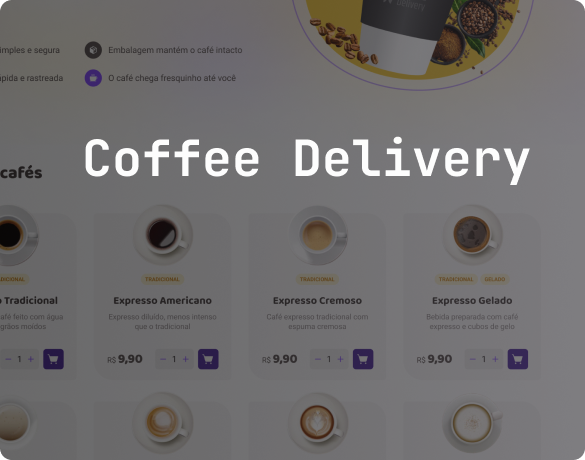 imples e segura
Embalagem mantém o café intacto
ápida e rastreada
O café chega fresquinho até você
Coffee Delivery
cafés
TRADICIONAL
TRADICIONAL
TRADICIONAL
GELADO
Tradicional
Expresso Americano
Expresso Cremoso
Expresso Gelado
café feito com água
grãos moídos
Expresso diluído, menos intenso
que o tradicional
Café expresso tradicional com
espuma cremosa
Bebida preparada com café
expresso e cubos de gelo
− 1 +
R$ 9,90 − 1 +
R$ 9,90 − 1 +
R$ 9,90 − 1 +